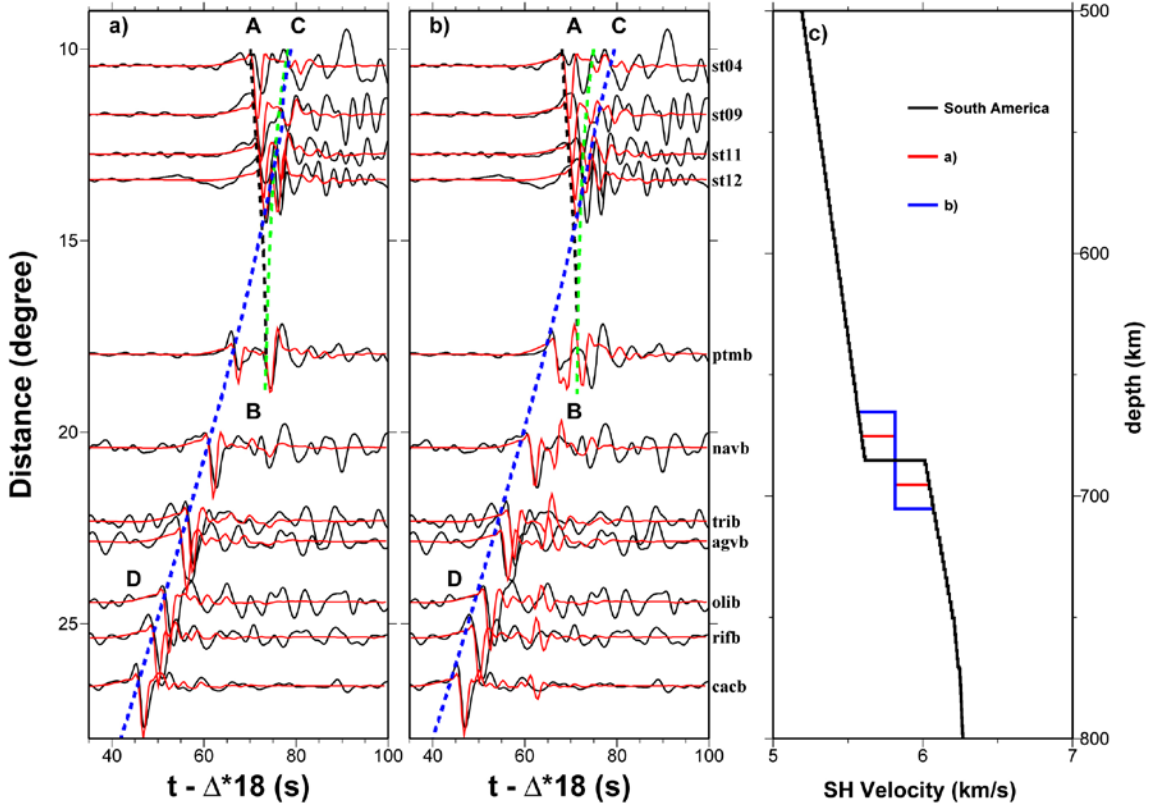 a)
A
C
10
15
20
25
B
D
Distance (degree)
40
60
80
100
t - Δ*18 (s)
b)
A
C
B
D
st04
st09
st11
st12
ptmb
navb
trib
agvb
olib
rifb
cacb
40
60
80
100
t - Δ*18 (s)
c)
South America
a)
b)
500
600
700
800
depth (km)
5
6
7
SH Velocity (km/s)